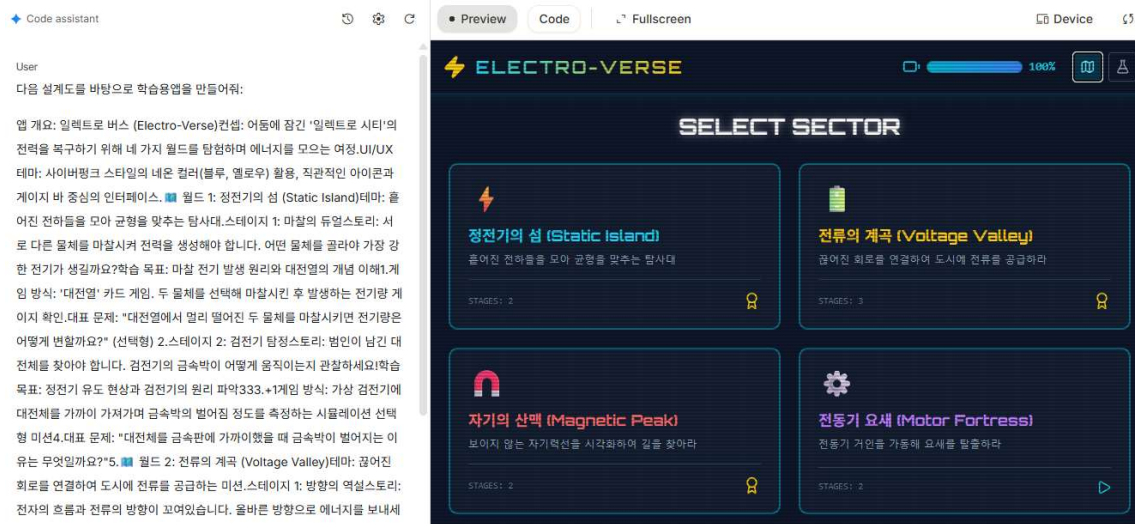 Code assistant
User
다음 설계도를 바탕으로 학습용앱을 만들어줘:
앱 개요: 일렉트로 버스 (Electro-Verse)컨셉: 어둠에 잠긴 '일렉트로 시티'의
전력을 복구하기 위해 네 가지 월드를 탐험하며 에너지를 모으는 여정.UI/UX
테마: 사이버펑크 스타일의 네온 컬러(블루, 옐로우) 활용, 직관적인 아이콘과
게이지 바 중심의 인터페이스. 월드 1: 정전기의 섬 (Static Island)테마: 흩
어진 전하들을 모아 균형을 맞추는 탐사대.스테이지 1: 마찰의 듀얼스토리: 서
로 다른 물체를 마찰시켜 전력을 생성해야 합니다. 어떤 물체를 골라야 가장 강
한 전기가 생길까요?학습 목표: 마찰 전기 발생 원리와 대전열의 개념 이해1.게
임 방식: '대전열' 카드 게임. 두 물체를 선택해 마찰시킨 후 발생하는 전기량 게
이지 확인.대표 문제: "대전열에서 멀리 떨어진 두 물체를 마찰시키면 전기량은
어떻게 변할까요?" (선택형) 2.스테이지 2: 검전기 탐정스토리: 범인이 남긴 대
전체를 찾아야 합니다. 검전기의 금속박이 어떻게 움직이는지 관찰하세요!학습
목표: 정전기 유도 현상과 검전기의 원리 파악333.+1게임 방식: 가상 검전기에
대전체를 가까이 가져가며 금속박의 벌어짐 정도를 측정하는 시뮬레이션 선택
형 미션4.대표 문제: "대전체를 금속판에 가까이했을 때 금속박이 벌어지는 이
유는 무엇일까요?"5. 월드 2: 전류의 계곡 (Voltage Valley)테마: 끊어진
회로를 연결하여 도시에 전류를 공급하는 미션.스테이지 1: 방향의 역설스토리:
전자의 흐름과 전류의 방향이 꼬여있습니다. 올바른 방향으로 에너지를 보내세
Preview Code Fullscreen Device
ELECTRO-VERSE 100%
SELECT SECTOR
정전기의 섬 (Static Island)
흩어진 전하들을 모아 균형을 맞추는 탐사대
STAGES: 2
전류의 계곡 (Voltage Valley)
끊어진 회로를 연결하여 도시에 전류를 공급하라
STAGES: 3
자기의 산맥 (Magnetic Peak)
보이지 않는 자기력선을 시각화하여 길을 찾아라
STAGES: 2
전동기 요새 (Motor Fortress)
전동기 거인을 가동해 요새를 탈출하라
STAGES: 2